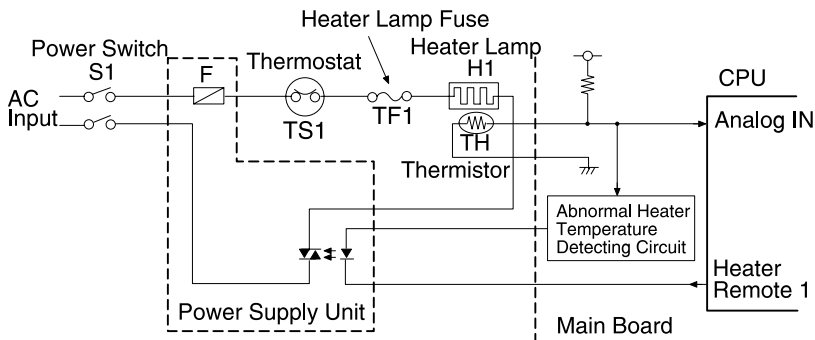 Heater Lamp Fuse
Power Switch
S1
F
Thermostat
Heater Lamp
H1
CPU
AC
Input
TS1
TF1
TH
Thermistor
Analog IN
Abnormal Heater
Temperature
Detecting Circuit
Heater
Remote 1
Power Supply Unit
Main Board